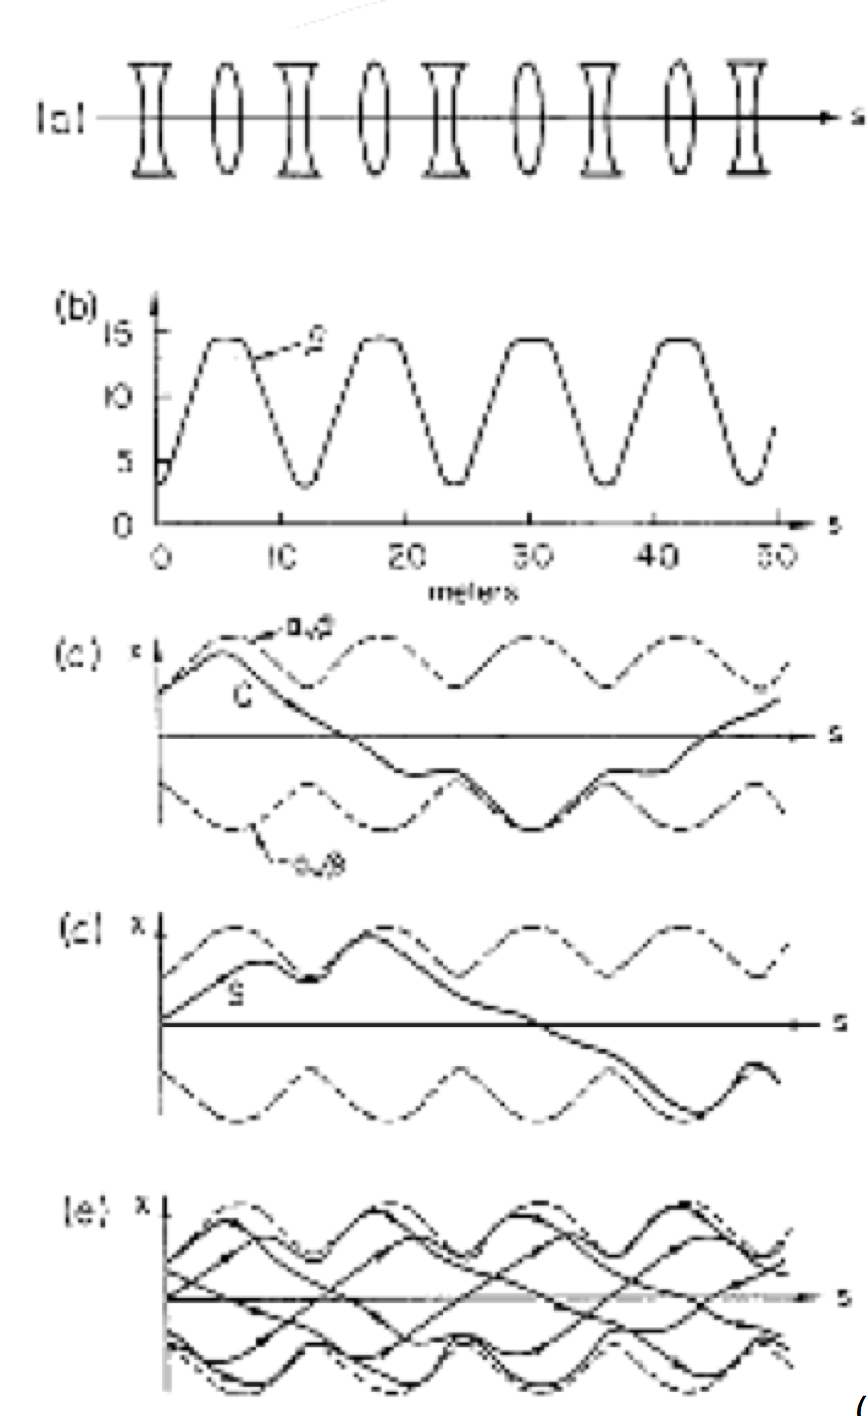 (a) s
(b)
15
β
10
5
0
s
0 10 20 30 40 50
meters
a√β
(c) x
C
s
a√β
(d) x
S
s
(e) x
s
(